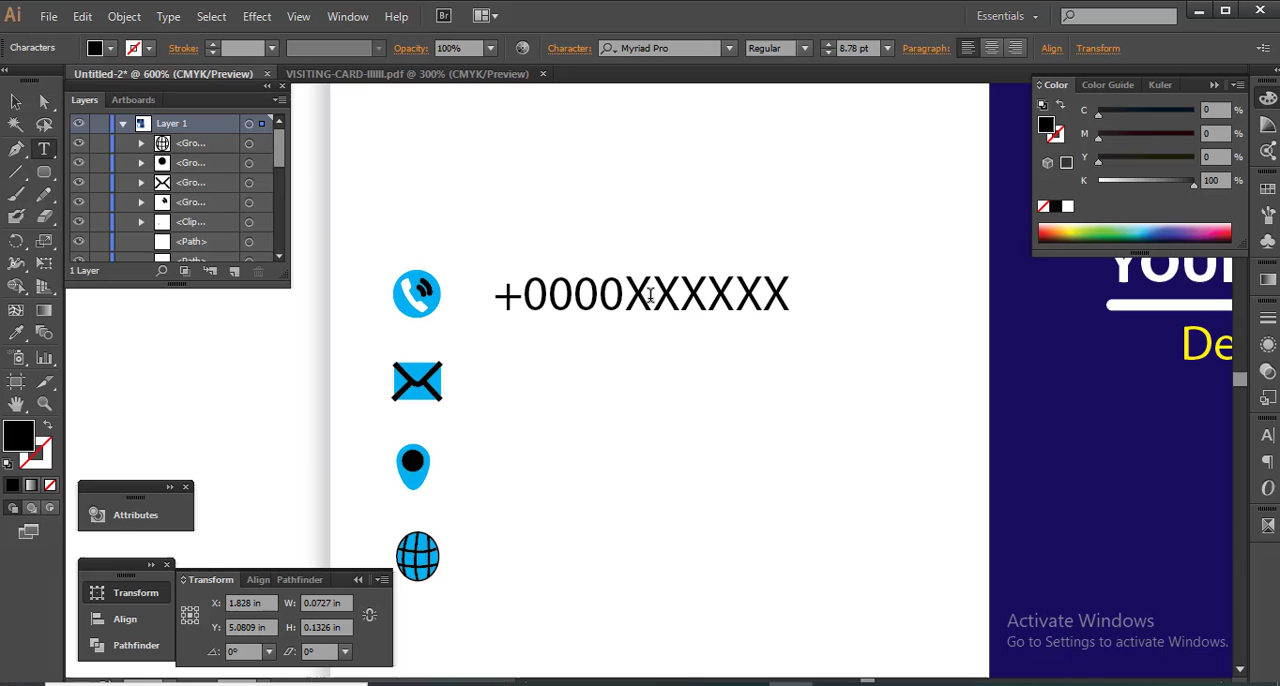 Ai File Edit Object Type Select Effect View Window Help Br Essentials
Characters Stroke: Opacity: 100% Character: Myriad Pro Regular 8.78 pt Paragraph: Align Transform
Untitled-2* @ 600% (CMYK/Preview) VISITING-CARD-IIIIII.pdf @ 300% (CMYK/Preview)
Layers Artboards
Layer 1
<Gro...
<Gro...
<Gro...
<Gro...
<Clip...
<Path>
1 Layer
Color Color Guide Kuler
C 0 %
M 0 %
Y 0 %
K 100 %
+0000XXXXXX
YOUR
De
Attributes
Transform
Align
Pathfinder
Transform Align Pathfinder
X: 1.828 in W: 0.0727 in
Y: 5.0809 in H: 0.1326 in
0° 0°
Activate Windows
Go to Settings to activate Windows.